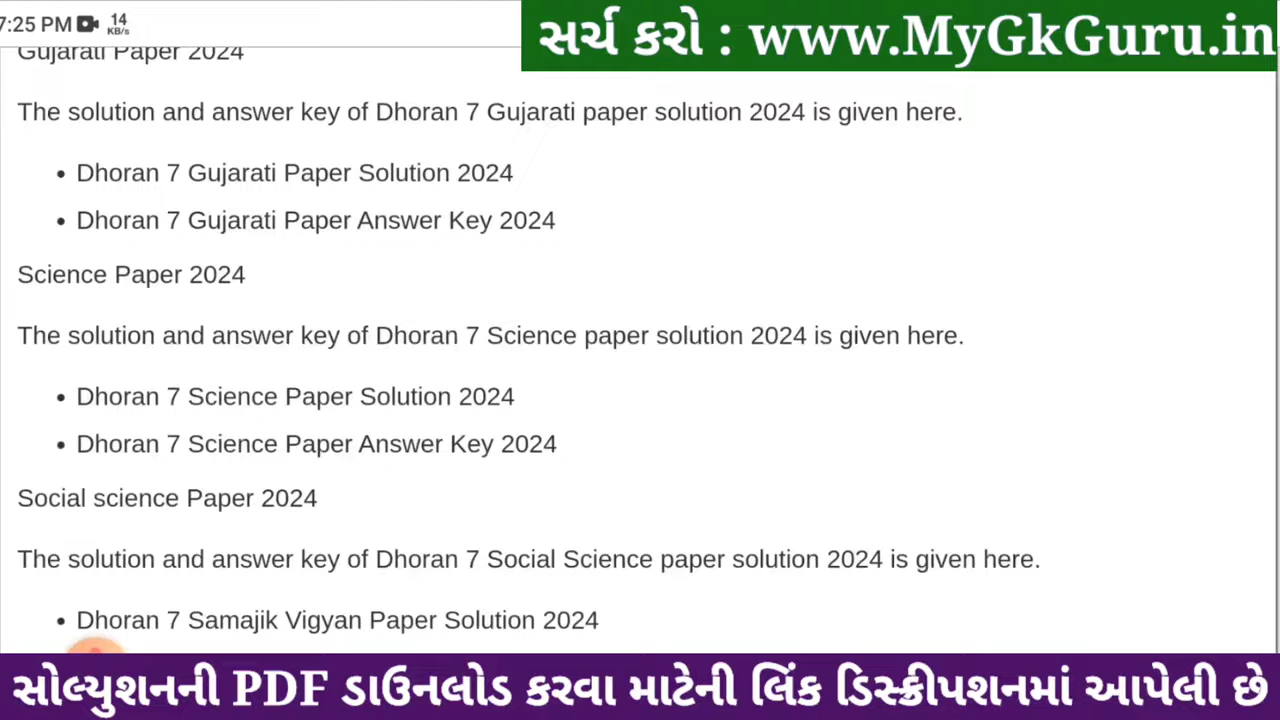 7:25 PM 14 KB/s
સર્ચ કરો : www.MyGkGuru.in
Gujarati Paper 2024
The solution and answer key of Dhoran 7 Gujarati paper solution 2024 is given here.
• Dhoran 7 Gujarati Paper Solution 2024
• Dhoran 7 Gujarati Paper Answer Key 2024
Science Paper 2024
The solution and answer key of Dhoran 7 Science paper solution 2024 is given here.
• Dhoran 7 Science Paper Solution 2024
• Dhoran 7 Science Paper Answer Key 2024
Social science Paper 2024
The solution and answer key of Dhoran 7 Social Science paper solution 2024 is given here.
• Dhoran 7 Samajik Vigyan Paper Solution 2024
સોલ્યુશનની PDF ડાઉનલોડ કરવા માટેની લિંક ડિસ્ક્રીપશનમાં આપેલી છે